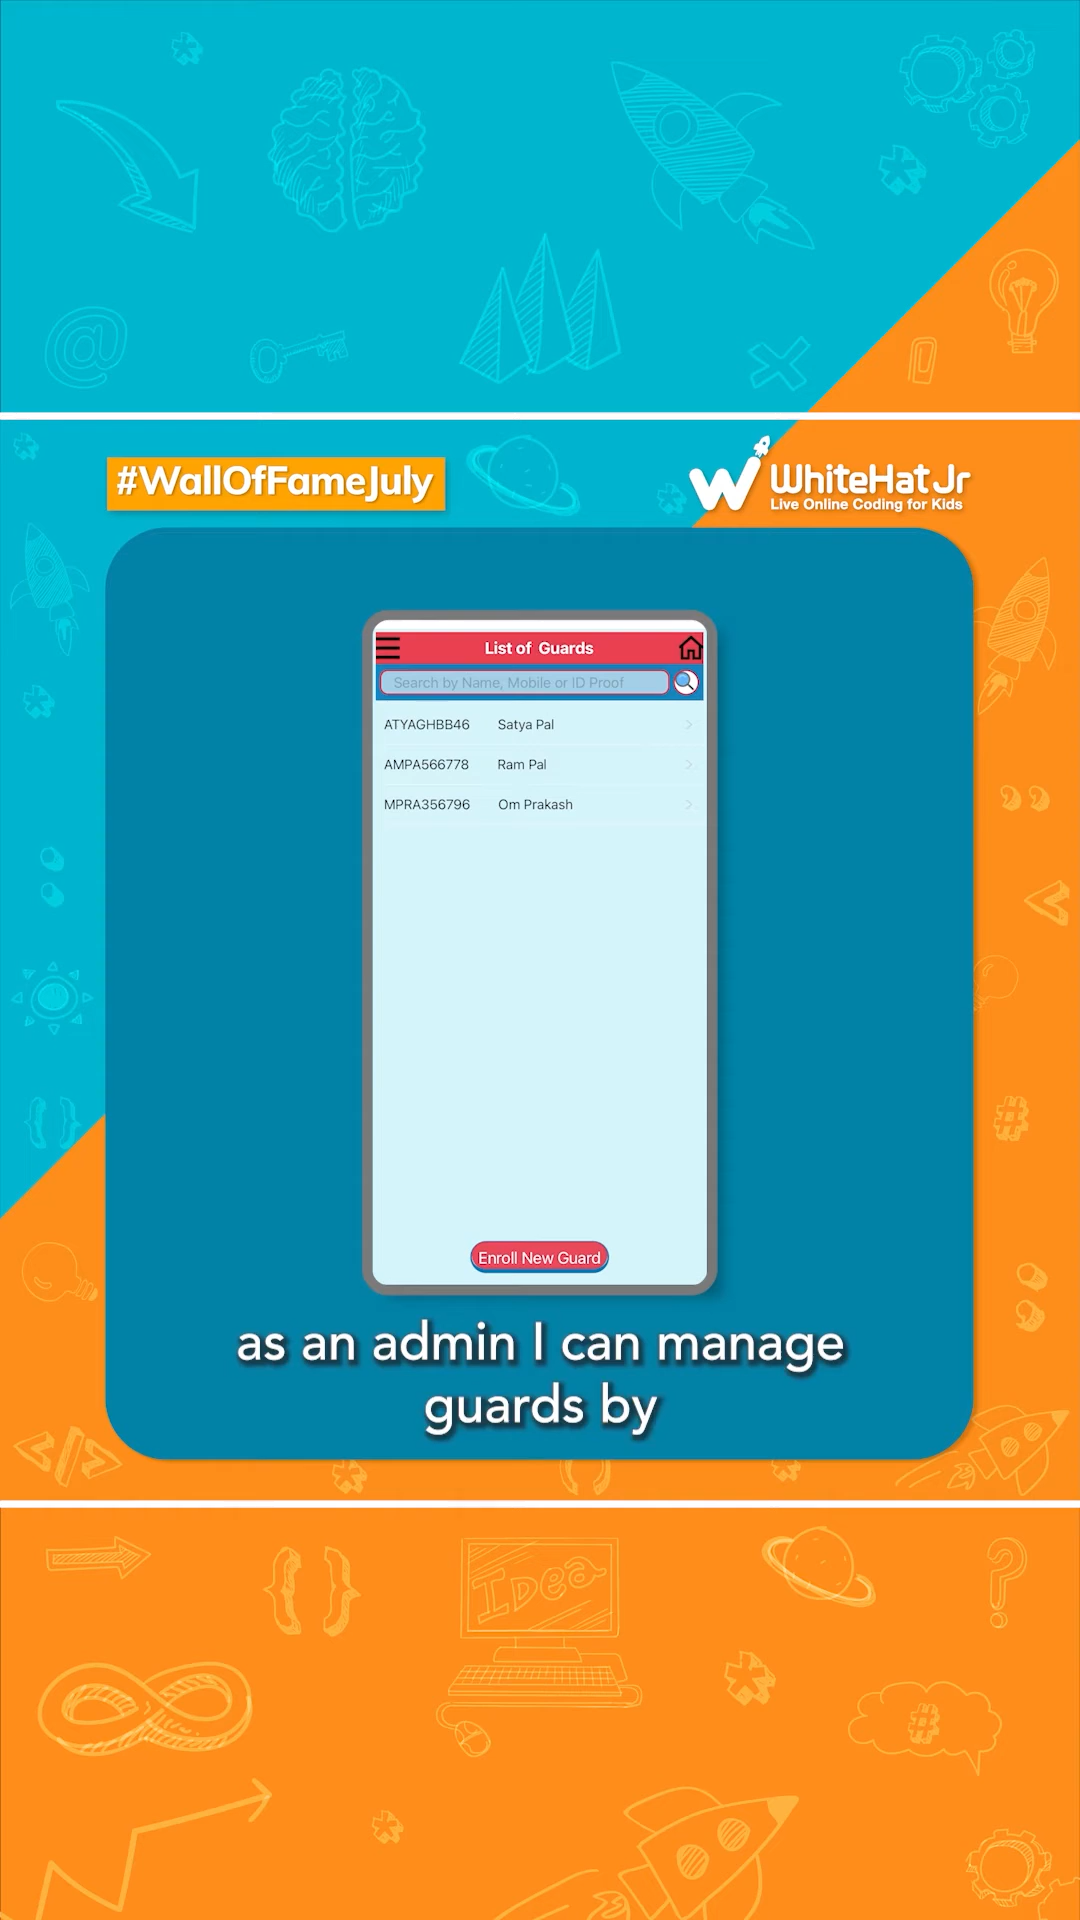 #WallOfFameJuly
WhiteHat Jr
Live Online Coding for Kids
List of Guards
Search by Name, Mobile or ID Proof
ATYAGHBB46 Satya Pal
AMPA566778 Ram Pal
MPRA356796 Om Prakash
Enroll New Guard
as an admin I can manage
guards by
IDea